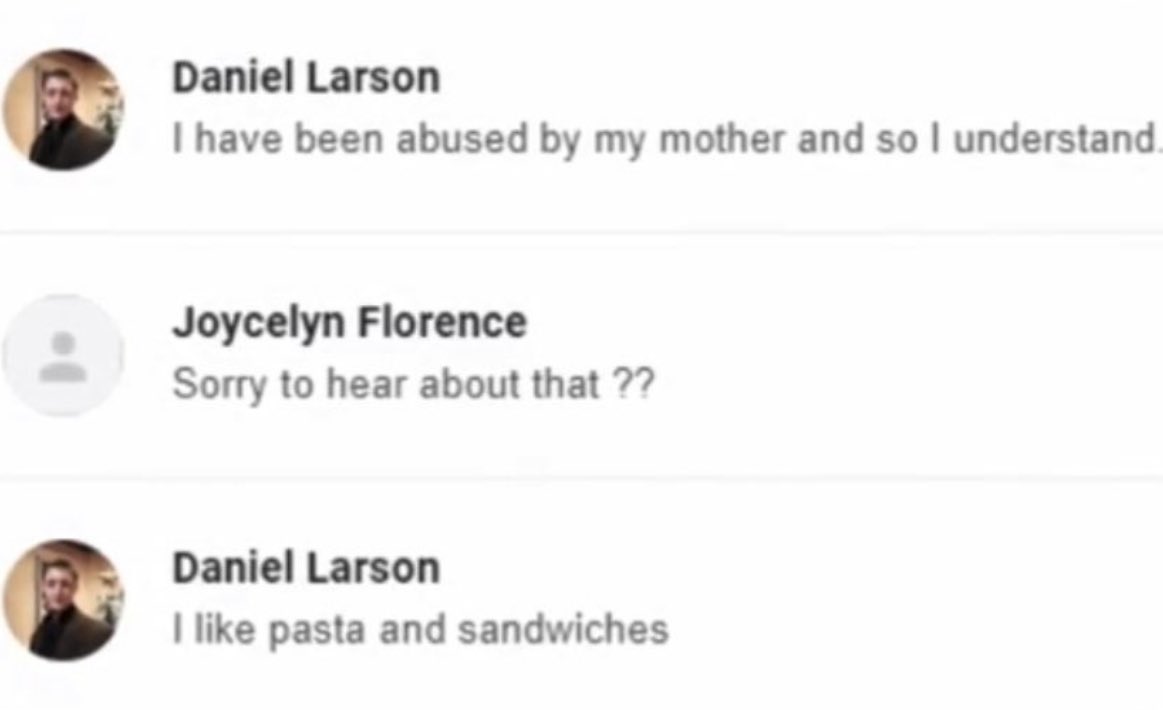 Daniel Larson
I have been abused by my mother and so I understand.
Joycelyn Florence
Sorry to hear about that ??
Daniel Larson
I like pasta and sandwiches